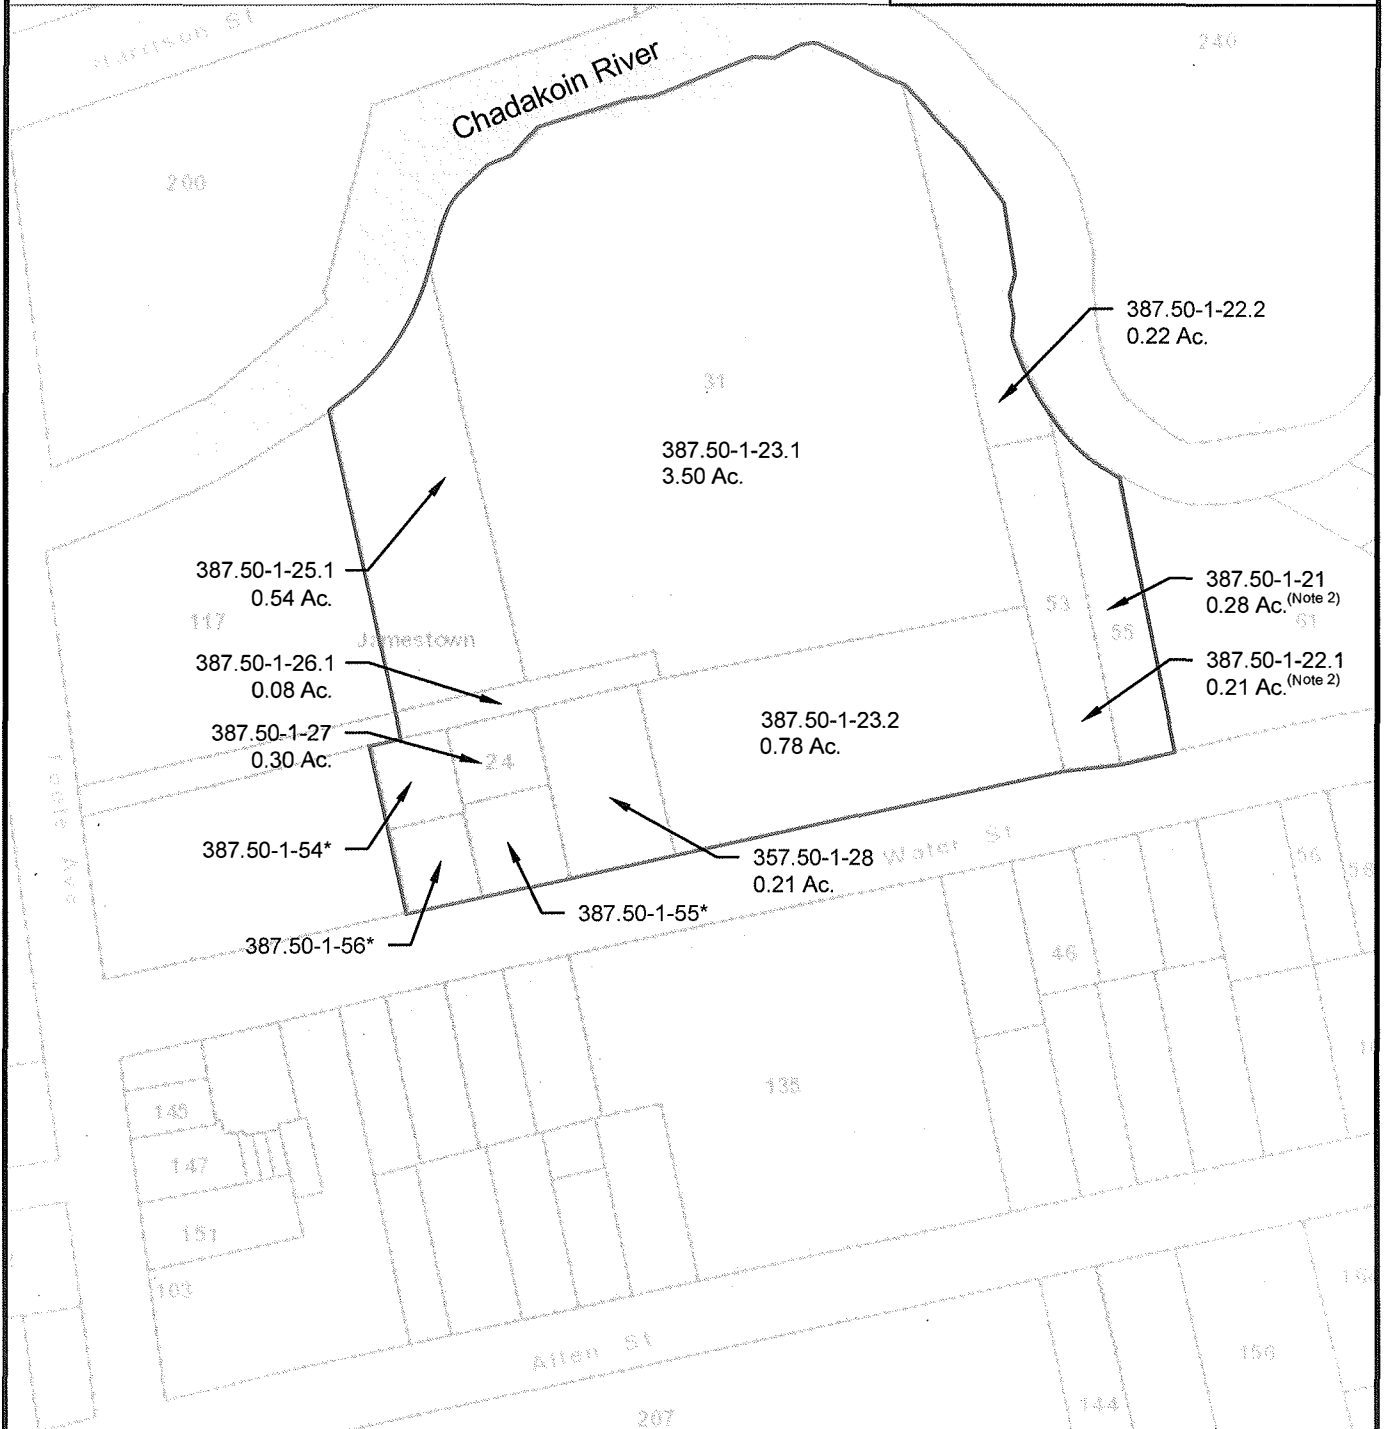 Harrison St
240
Chadakoin River
200
387.50-1-22.2
0.22 Ac.
31
387.50-1-23.1
3.50 Ac.
387.50-1-25.1
0.54 Ac.
387.50-1-21
0.28 Ac.(Note 2)
53
117
61
55
Jamestown
387.50-1-26.1
0.08 Ac.
387.50-1-22.1
0.21 Ac.(Note 2)
387.50-1-27
0.30 Ac.
387.50-1-23.2
0.78 Ac.
24
Ave
387.50-1-54*
357.50-1-28
0.21 Ac.
Water St
56
58
387.50-1-55*
387.50-1-56*
46
135
145
147
151
103
Allen St
156
144
207